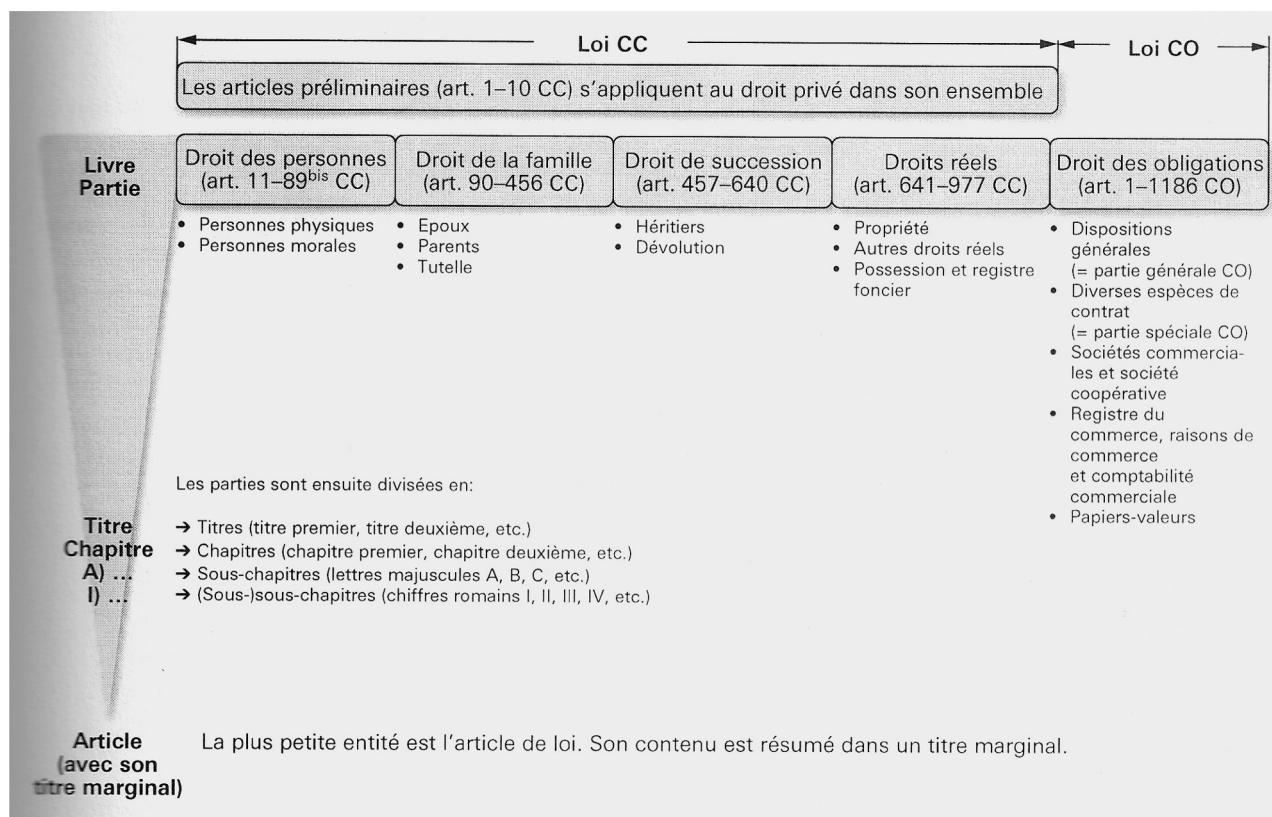 Loi CC
Loi CO
Les articles préliminaires (art. 1–10 CC) s'appliquent au droit privé dans son ensemble
Livre
Partie
Droit des personnes
(art. 11–89bis CC)
Droit de la famille
(art. 90–456 CC)
Droit de succession
(art. 457–640 CC)
Droits réels
(art. 641–977 CC)
Droit des obligations
(art. 1–1186 CO)
• Personnes physiques
• Personnes morales
• Epoux
• Parents
• Tutelle
• Héritiers
• Dévolution
• Propriété
• Autres droits réels
• Possession et registre
foncier
• Dispositions
générales
(= partie générale CO)
• Diverses espèces de
contrat
(= partie spéciale CO)
• Sociétés commercia-
les et société
coopérative
• Registre du
commerce, raisons de
commerce
et comptabilité
commerciale
• Papiers-valeurs
Les parties sont ensuite divisées en:
Titre
→ Titres (titre premier, titre deuxième, etc.)
Chapitre
→ Chapitres (chapitre premier, chapitre deuxième, etc.)
A) ...
→ Sous-chapitres (lettres majuscules A, B, C, etc.)
I) ...
→ (Sous-)sous-chapitres (chiffres romains I, II, III, IV, etc.)
Article
(avec son
titre marginal)
La plus petite entité est l'article de loi. Son contenu est résumé dans un titre marginal.